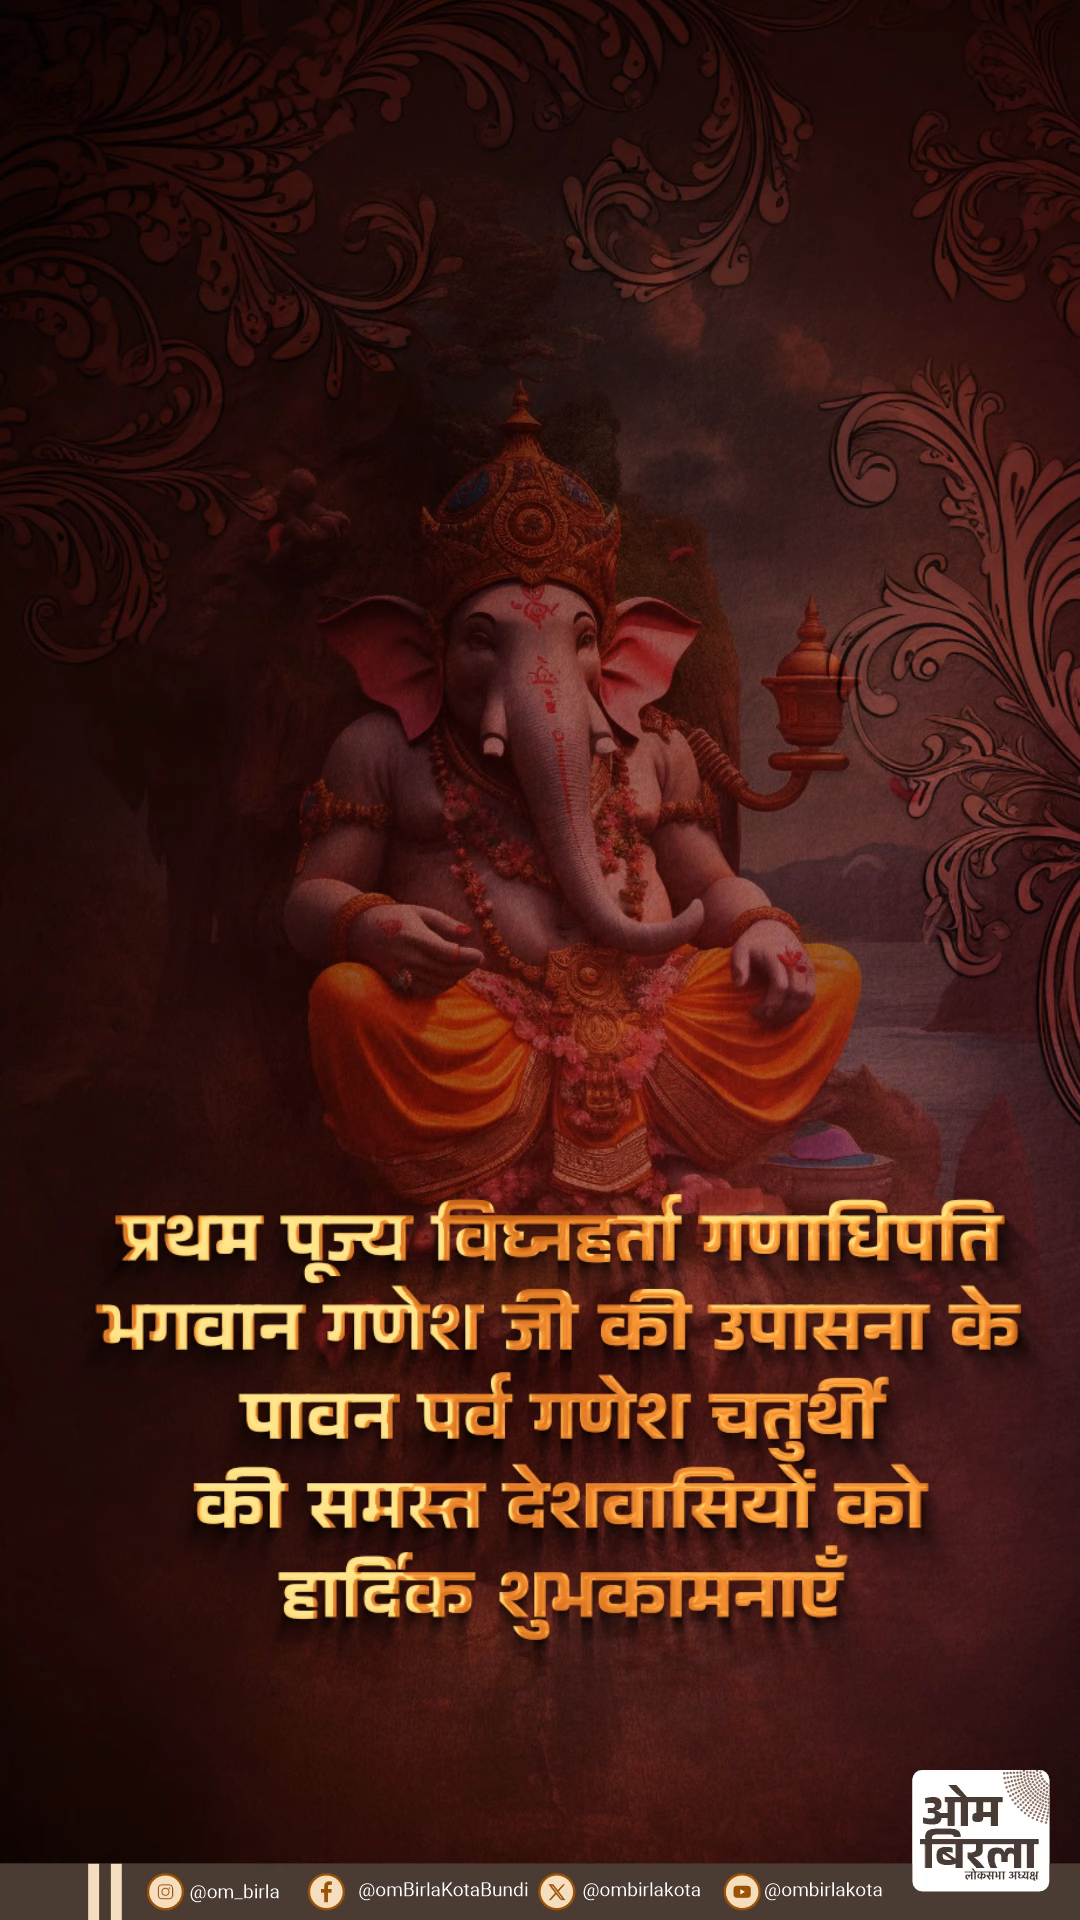 प्रथम पूज्य विघ्नहर्ता गणाधिपति
भगवान गणेश जी की उपासना के
पावन पर्व गणेश चतुर्थी
की समस्त देशवासियों को
हार्दिक शुभकामनाएँ
ओम
बिरला
लोकसभा अध्यक्ष
@om_birla @omBirlaKotaBundi @ombirlakota @ombirlakota